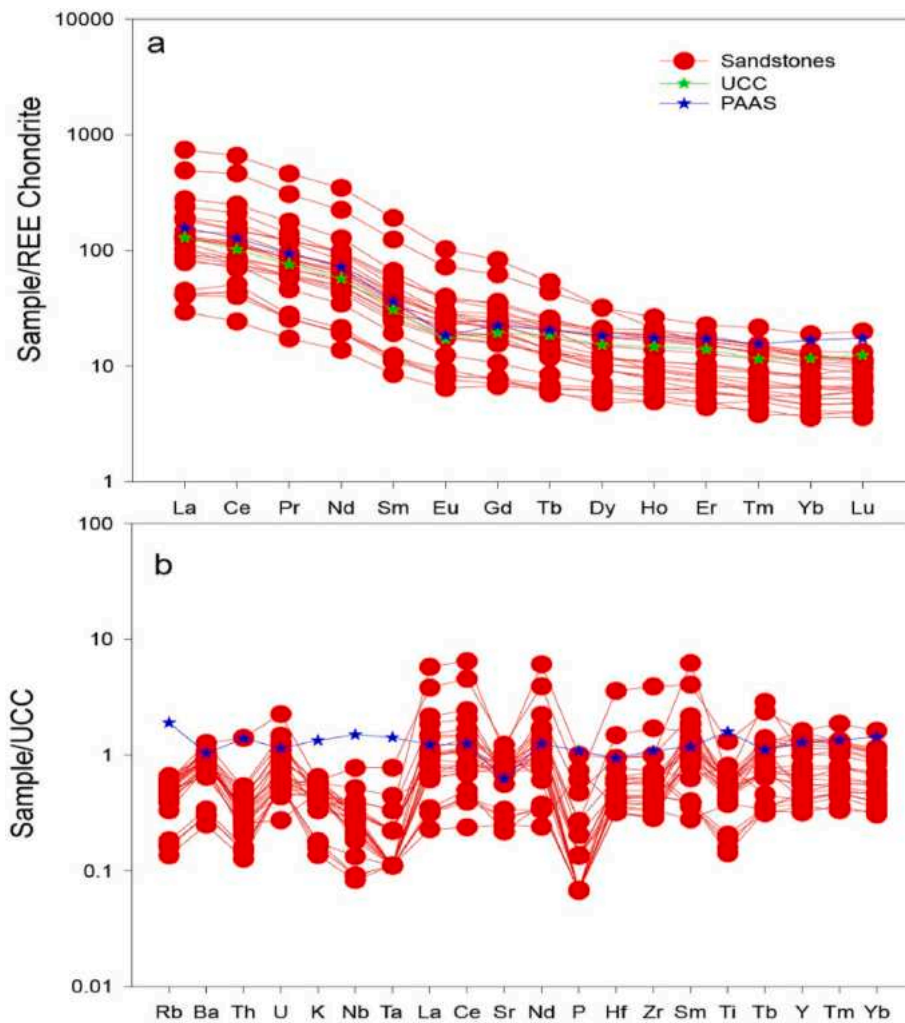 10000
a
Sandstones
UCC
PAAS
1000
100
10
1
Sample/REE Chondrite
La Ce Pr Nd Sm Eu Gd Tb Dy Ho Er Tm Yb Lu
100
b
10
1
0.1
0.01
Sample/UCC
Rb Ba Th U K Nb Ta La Ce Sr Nd P Hf Zr Sm Ti Tb Y Tm Yb